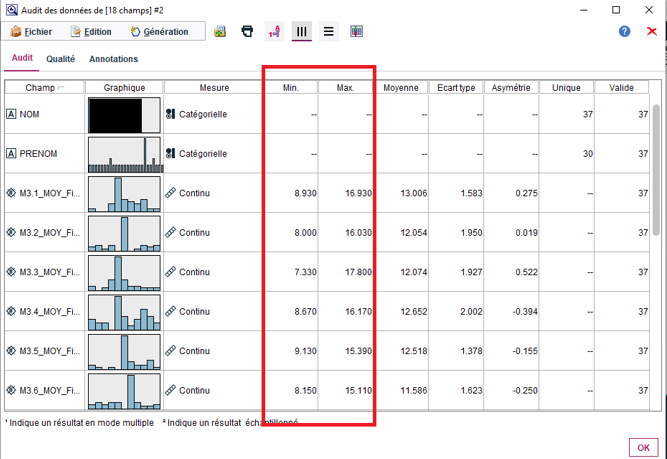 Audit des données de [18 champs] #2
Fichier Edition Génération
Audit Qualité Annotations
Champ Graphique Mesure Min. Max. Moyenne Ecart type Asymétrie Unique Valide
A NOM Catégorielle -- -- -- -- -- 37 37
A PRENOM Catégorielle -- -- -- -- -- 30 37
M3.1_MOY_Fi... Continu 8.930 16.930 13.006 1.583 0.275 -- 37
M3.2_MOY_Fi... Continu 8.000 16.030 12.054 1.950 0.019 -- 37
M3.3_MOY_Fi... Continu 7.330 17.800 12.074 1.927 0.522 -- 37
M3.4_MOY_Fi... Continu 8.670 16.170 12.652 2.002 -0.394 -- 37
M3.5_MOY_Fi... Continu 9.130 15.390 12.518 1.378 -0.155 -- 37
M3.6_MOY_Fi... Continu 8.150 15.110 11.586 1.623 -0.250 -- 37
¹ Indique un résultat en mode multiple ² Indique un résultat échantillonné
OK